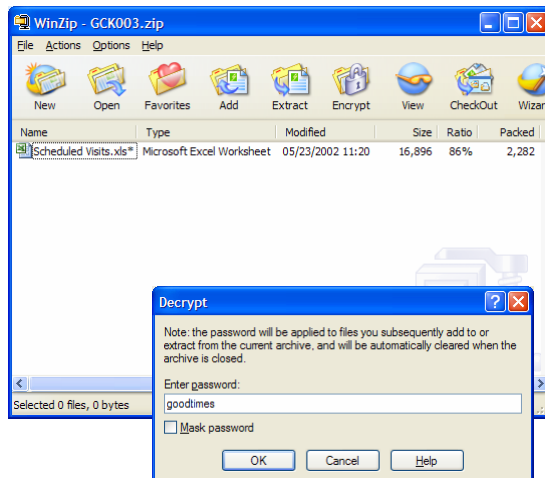 WinZip - GCK003.zip
File Actions Options Help
New Open Favorites Add Extract Encrypt View CheckOut
Name Type Modified Size Ratio Packed
Scheduled Visits.xls* Microsoft Excel Worksheet 05/23/2002 11:20 16,896 86% 2,282
Selected 0 files, 0 bytes
Decrypt
Note: the password will be applied to files you subsequently add to or
extract from the current archive, and will be automatically cleared when the
archive is closed.
Enter password:
goodtimes
Mask password
OK Cancel Help